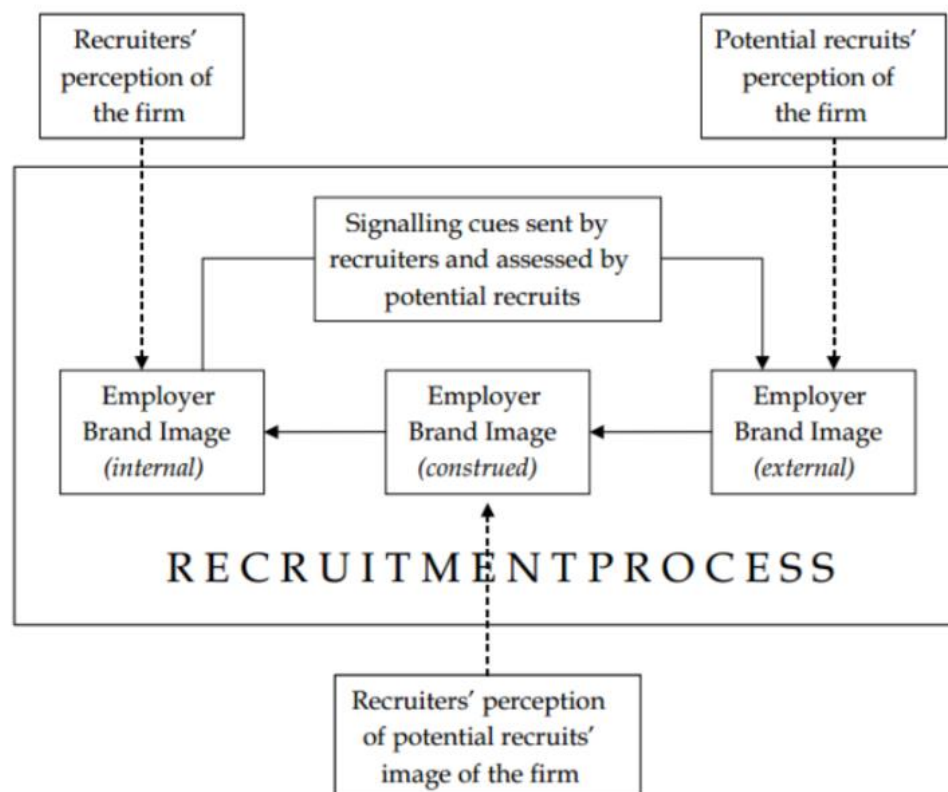 Recruiters'
perception of
the firm
Potential recruits'
perception of
the firm
Signalling cues sent by
recruiters and assessed by
potential recruits
Employer
Brand Image
(internal)
Employer
Brand Image
(construed)
Employer
Brand Image
(external)
RECRUITMENTPROCESS
Recruiters' perception
of potential recruits'
image of the firm